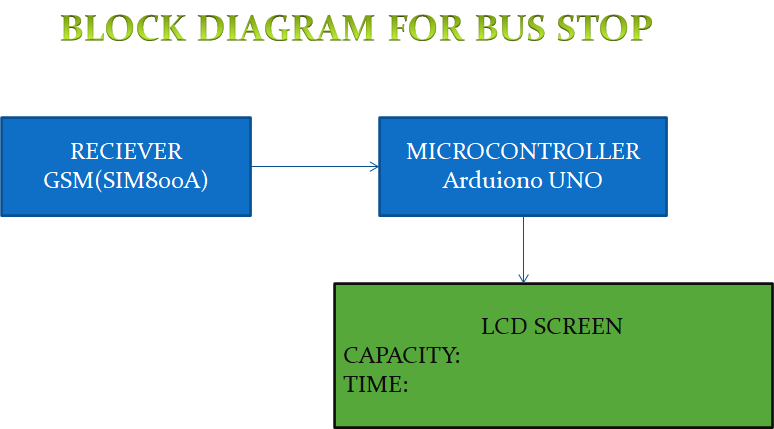 BLOCK DIAGRAM FOR BUS STOP
RECIEVER
GSM(SIM800A)
MICROCONTROLLER
Arduiono UNO
LCD SCREEN
CAPACITY:
TIME: